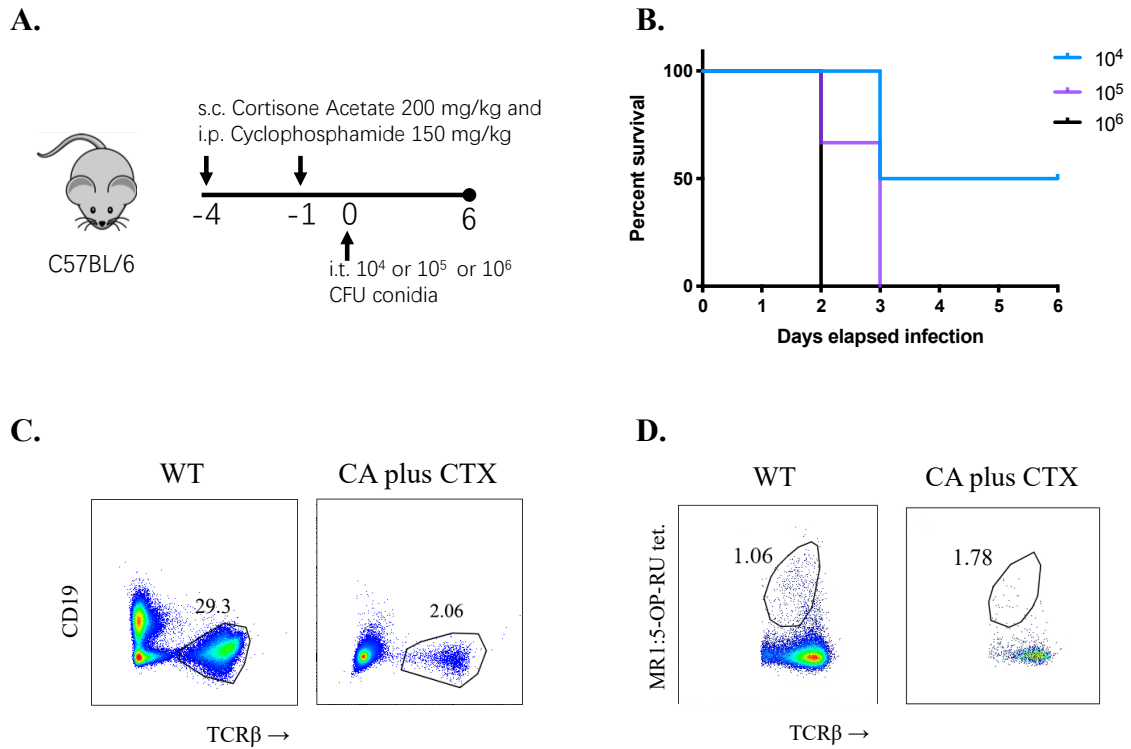 A.
s.c. Cortisone Acetate 200 mg/kg and
i.p. Cyclophosphamide 150 mg/kg
-4
-1
0
6
C57BL/6
i.t. 10⁴ or 10⁵ or 10⁶
CFU conidia
B.
Percent survival
100
50
0
0 1 2 3 4 5 6
Days elapsed infection
10⁴
10⁵
10⁶
C.
WT
CA plus CTX
CD19
29.3
2.06
TCRβ →
D.
WT
CA plus CTX
MR1:5-OP-RU tet.
1.06
1.78
TCRβ →